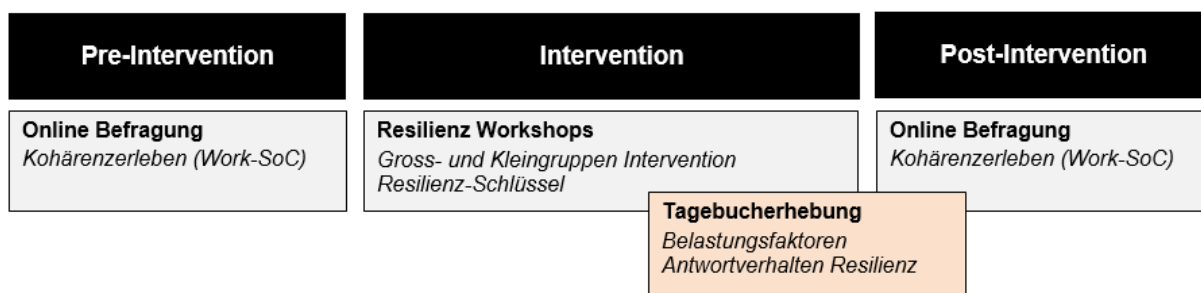 Pre-Intervention
Intervention
Post-Intervention
Online Befragung
Kohärenzerleben (Work-SoC)
Resilienz Workshops
Gross- und Kleingruppen Intervention
Resilienz-Schlüssel
Online Befragung
Kohärenzerleben (Work-SoC)
Tagebucherhebung
Belastungsfaktoren
Antwortverhalten Resilienz